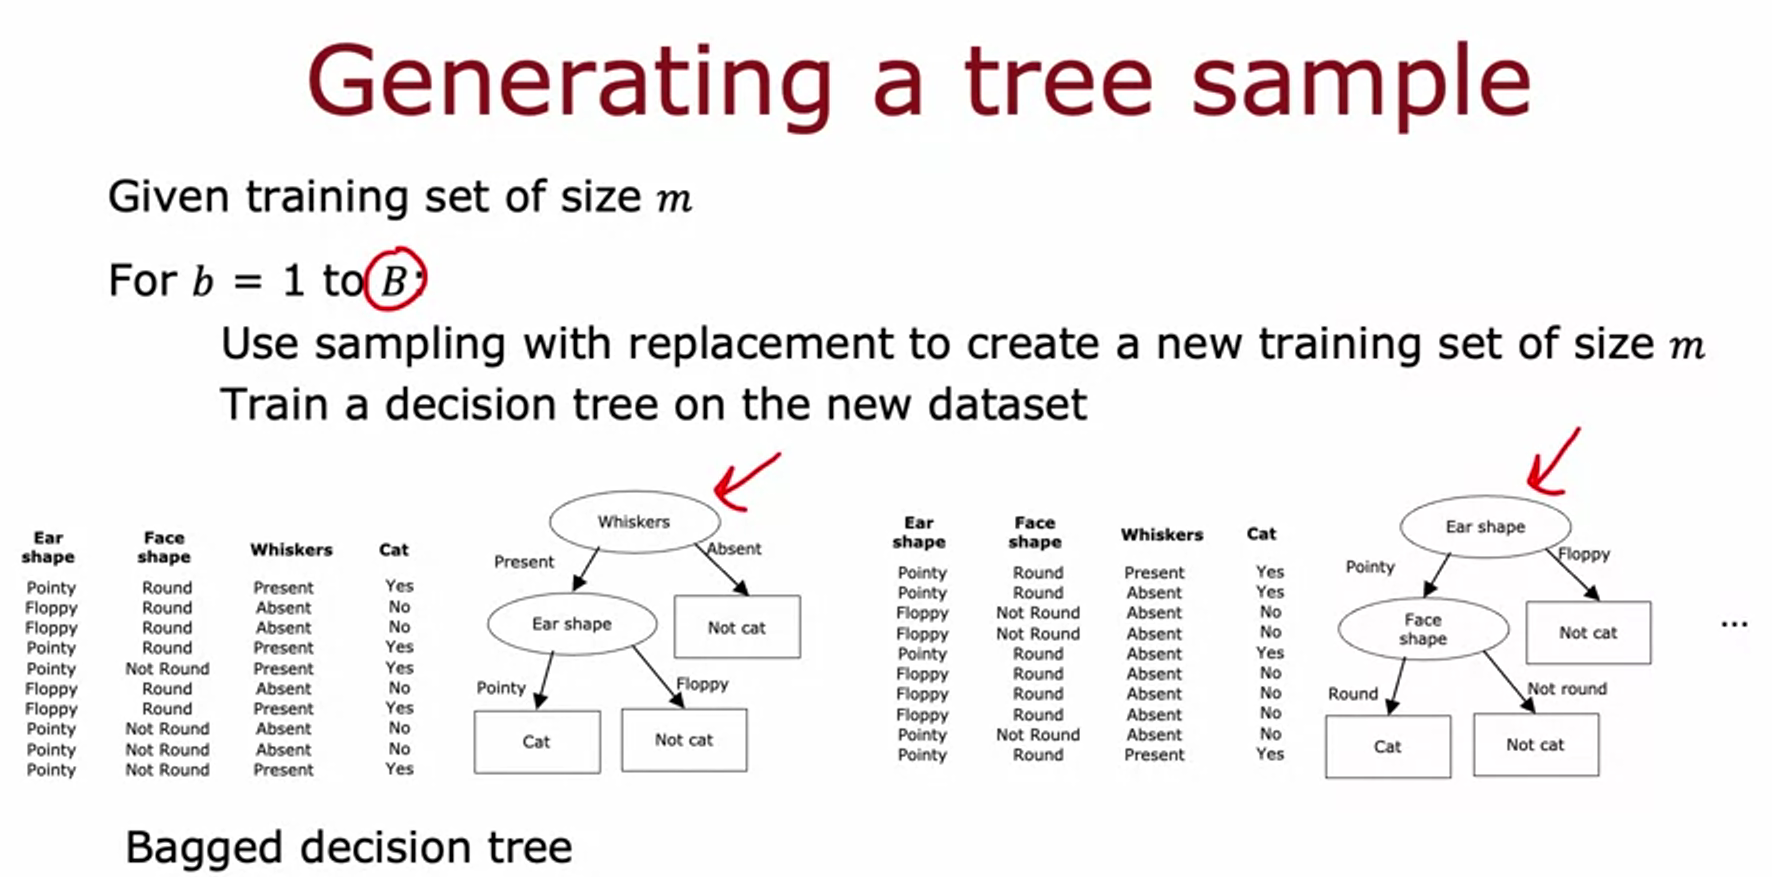 Generating a tree sample
Given training set of size m
For b = 1 to B:
Use sampling with replacement to create a new training set of size m
Train a decision tree on the new dataset
Ear shape Face shape Whiskers Cat
Pointy Round Present Yes
Floppy Round Absent No
Floppy Round Absent No
Pointy Round Present Yes
Pointy Not Round Present Yes
Floppy Round Absent No
Floppy Round Present Yes
Pointy Not Round Absent No
Pointy Not Round Absent No
Pointy Not Round Present Yes
Whiskers
Present
Absent
Ear shape
Not cat
Pointy
Floppy
Cat
Not cat
Ear shape Face shape Whiskers Cat
Pointy Round Present Yes
Pointy Round Absent Yes
Floppy Not Round Absent No
Floppy Not Round Absent No
Pointy Round Absent Yes
Floppy Round Absent No
Floppy Round Absent No
Floppy Round Absent No
Pointy Not Round Absent No
Pointy Round Present Yes
Ear shape
Pointy
Floppy
Face shape
Not cat
Round
Not round
Cat
Not cat
...
Bagged decision tree